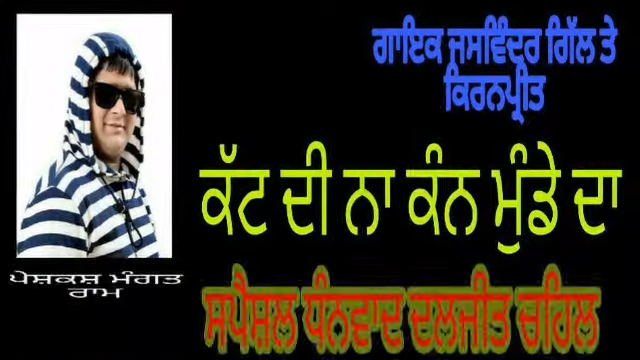 ਗਾਇਕ ਜਸਵਿੰਦਰ ਗਿੱਲ ਤੇ
ਕਿਰਨਪ੍ਰੀਤ
ਕੱਟ ਦੀ ਨਾ ਕੰਨ ਮੁੰਡੇ ਦਾ
ਪੇਸ਼ਕਸ਼ ਮੰਗਤ
ਰਾਮ
ਸਪੈਸ਼ਲ ਧੰਨਵਾਦ ਦਲਜੀਤ ਚਹਿਲ